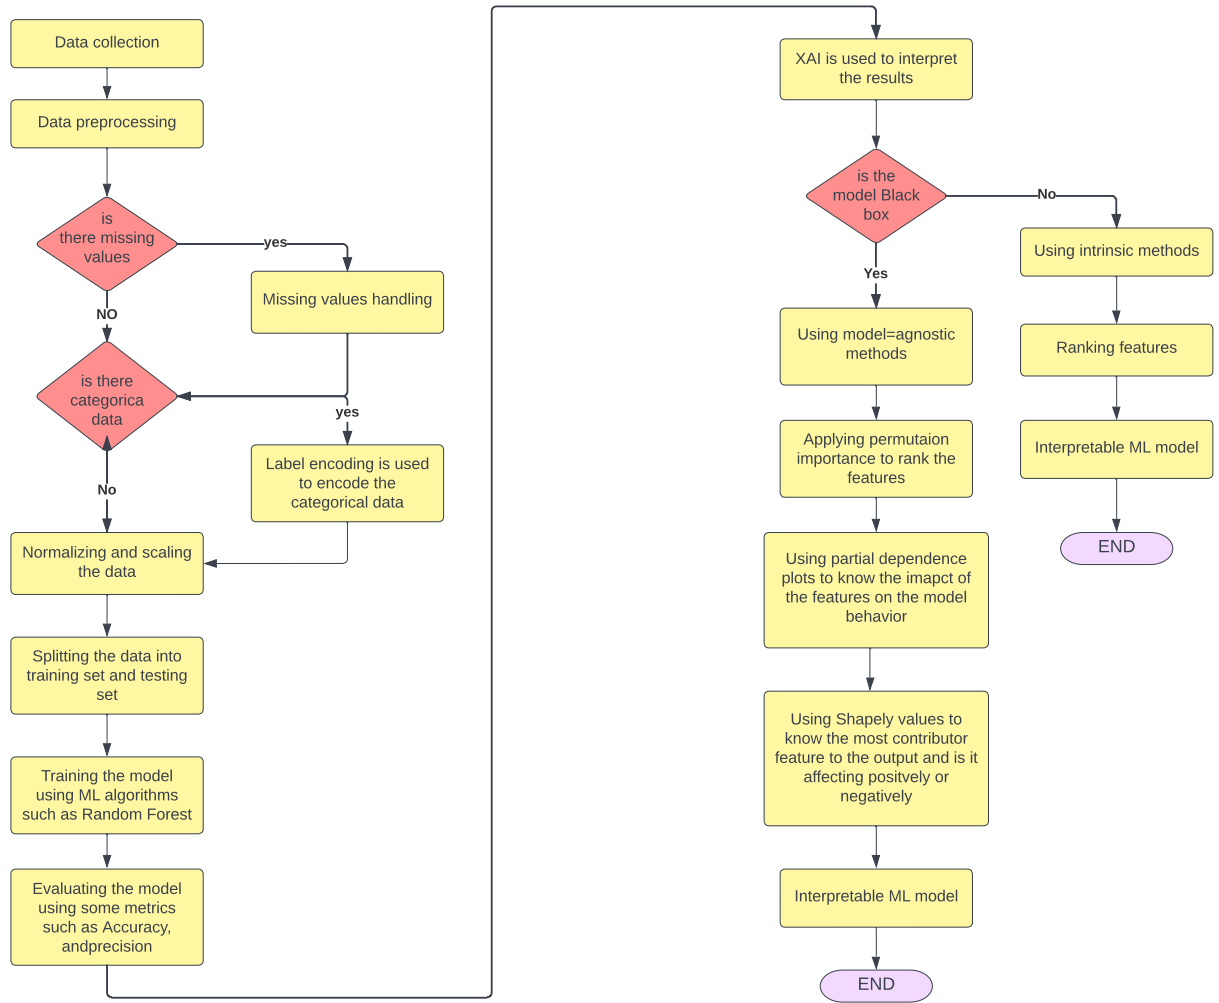 Data collection
Data preprocessing
is
there missing
values
yes
Missing values handling
NO
is there
categorica
data
yes
Label encoding is used
to encode the
categorical data
No
Normalizing and scaling
the data
Splitting the data into
training set and testing
set
Training the model
using ML algorithms
such as Random Forest
Evaluating the model
using some metrics
such as Accuracy,
andprecision
XAI is used to interpret
the results
is the
model Black
box
No
Using intrinsic methods
Ranking features
Interpretable ML model
END
Yes
Using model=agnostic
methods
Applying permutaion
importance to rank the
features
Using partial dependence
plots to know the imapct of
the features on the model
behavior
Using Shapely values to
know the most contributor
feature to the output and is it
affecting positvely or
negatively
Interpretable ML model
END